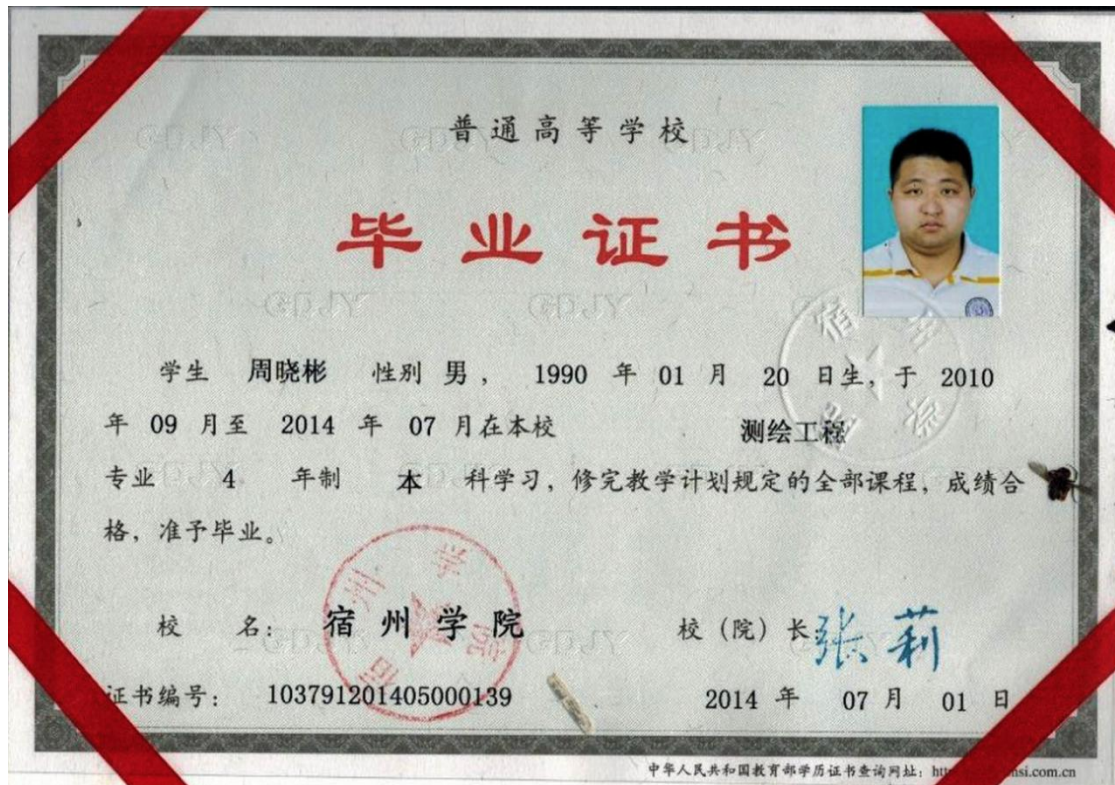 普通高等学校
毕业证书
学生 周晓彬 性别 男， 1990 年 01 月 20 日生，于 2010
年 09 月至 2014 年 07 月在本校 测绘工程
专业 4 年制 本 科学习，修完教学计划规定的全部课程，成绩合
格，准予毕业。
校 名： 宿州学院 校（院）长 张莉
证书编号： 103791201405000139 2014 年 07 月 01 日
中华人民共和国教育部学历证书查询网址：